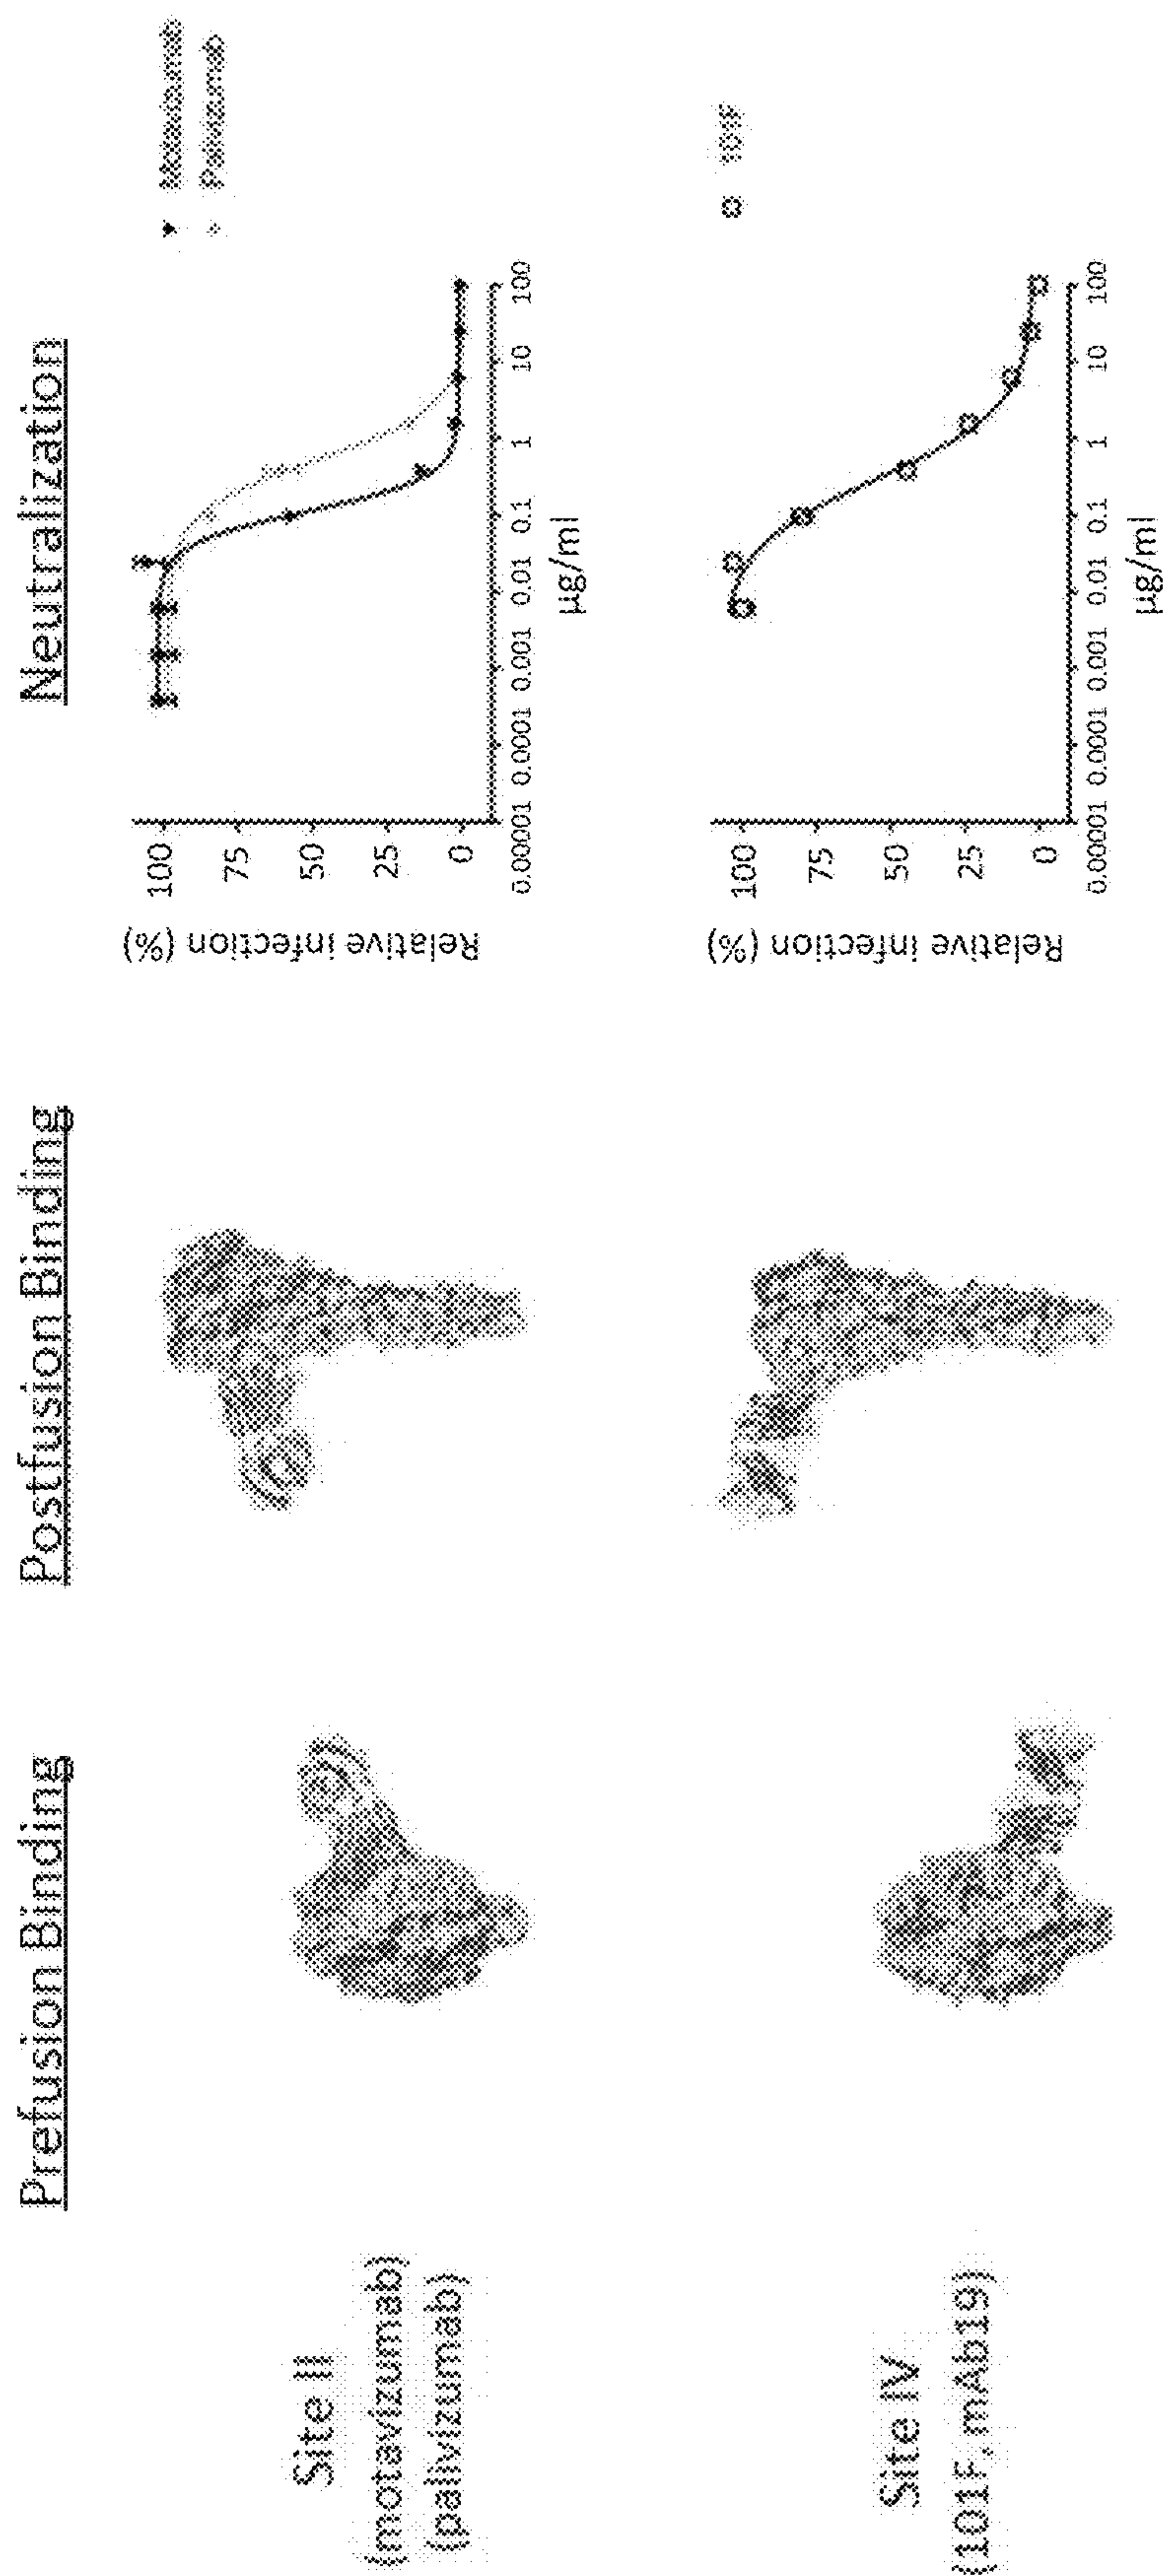 Prefusion Binding
Postfusion Binding
Neutralization
Site II
(motavizumab)
(palivizumab)
Relative infection (%)
100
75
50
25
0
0.00001 0.0001 0.001 0.01 0.1 1 10 100
µg/ml
Motavizumab
Palivizumab
Site IV
(101F, mAb19)
Relative infection (%)
100
75
50
25
0
0.00001 0.0001 0.001 0.01 0.1 1 10 100
µg/ml
101F